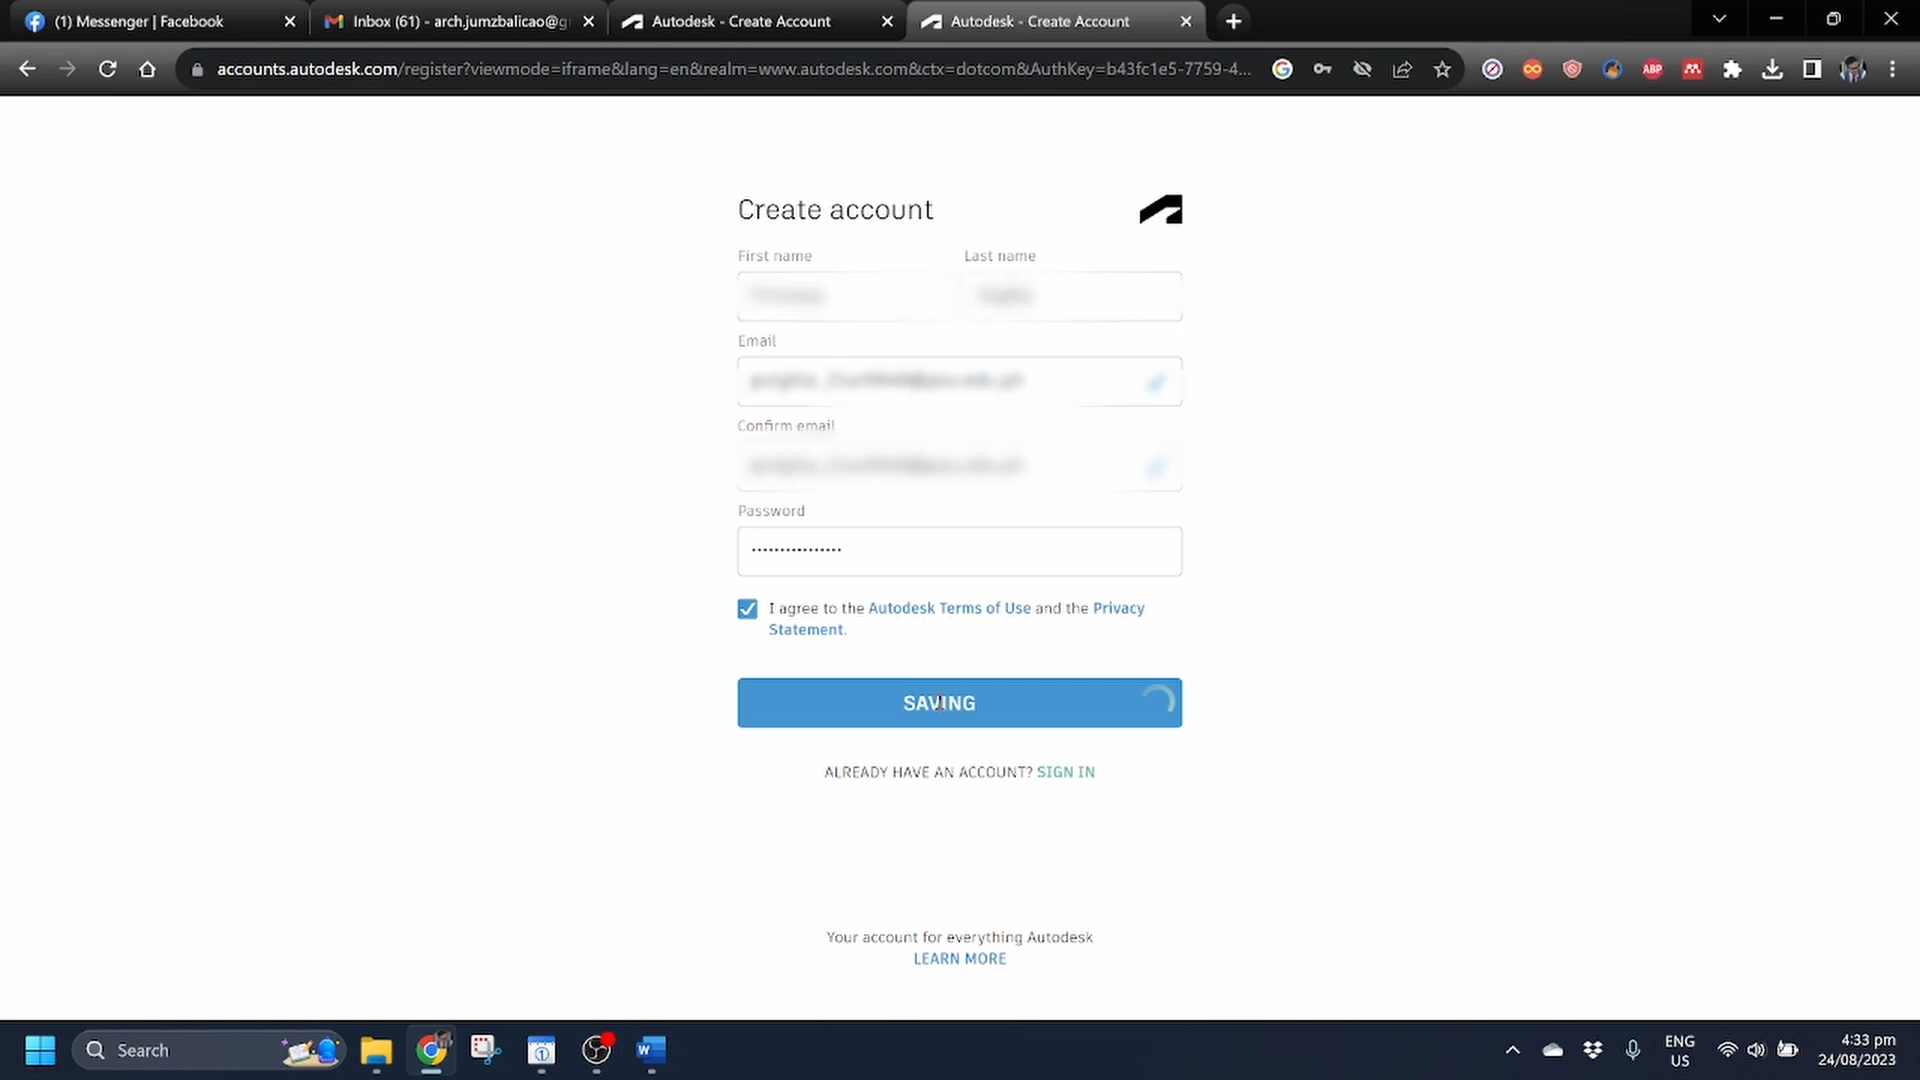 (1) Messenger | Facebook
Inbox (61) - arch.jumzbalicao@g
Autodesk - Create Account
Autodesk - Create Account
accounts.autodesk.com/register?viewmode=iframe&lang=en&realm=www.autodesk.com&ctx=dotcom&AuthKey=b43fc1e5-7759-4...
ABP
Create account
First name
Last name
Email
Confirm email
Password
I agree to the Autodesk Terms of Use and the Privacy
Statement.
SAVING
ALREADY HAVE AN ACCOUNT? SIGN IN
Your account for everything Autodesk
LEARN MORE
Search
ENG
US
4:33 pm
24/08/2023